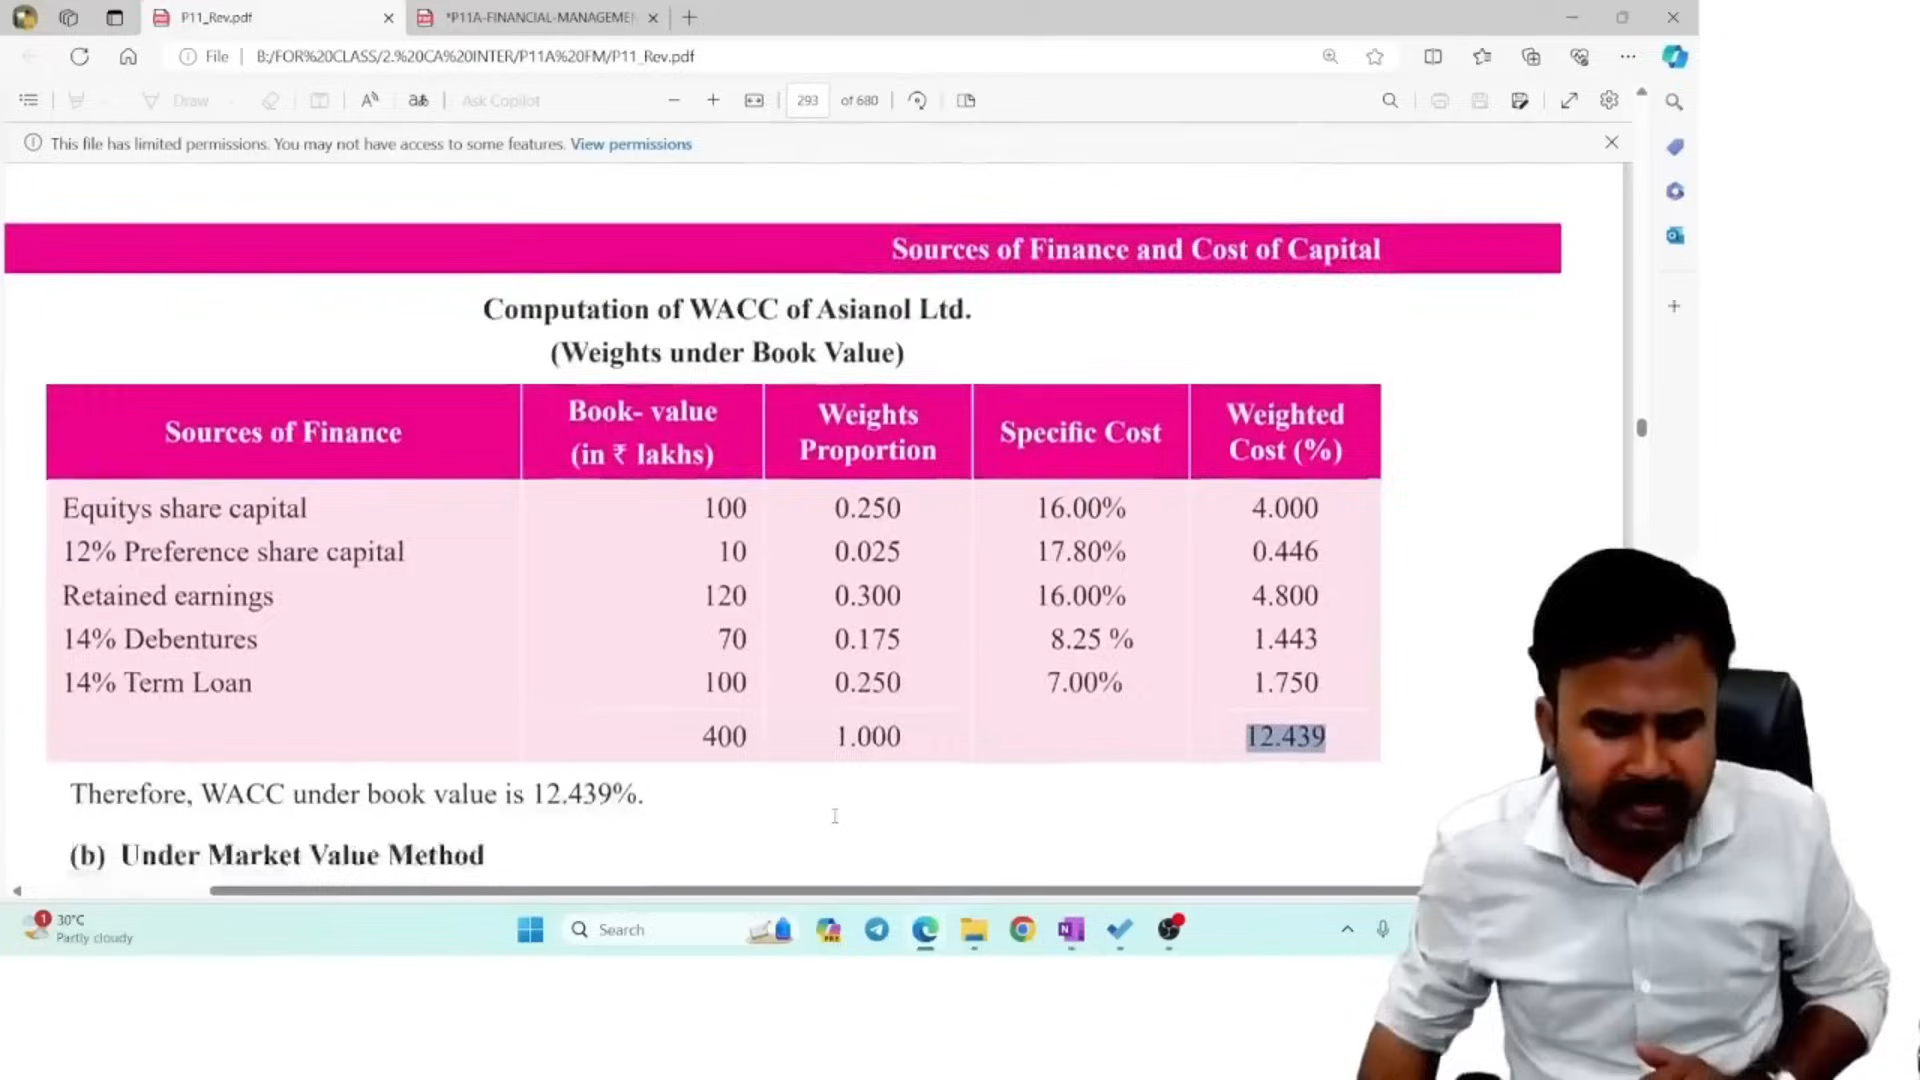 P11_Rev.pdf
*P11A-FINANCIAL-MANAGEMEN
File
B:/FOR%20CLASS/2.%20CA%20INTER/P11A%20FM/P11_Rev.pdf
Draw
Ask Copilot
293 of 680
This file has limited permissions. You may not have access to some features. View permissions
Sources of Finance and Cost of Capital
Computation of WACC of Asianol Ltd.
(Weights under Book Value)
Sources of Finance Book- value (in ₹ lakhs) Weights Proportion Specific Cost Weighted Cost (%)
Equitys share capital 100 0.250 16.00% 4.000
12% Preference share capital 10 0.025 17.80% 0.446
Retained earnings 120 0.300 16.00% 4.800
14% Debentures 70 0.175 8.25 % 1.443
14% Term Loan 100 0.250 7.00% 1.750
400 1.000 12.439
Therefore, WACC under book value is 12.439%.
(b) Under Market Value Method
1
30°C
Partly cloudy
Search